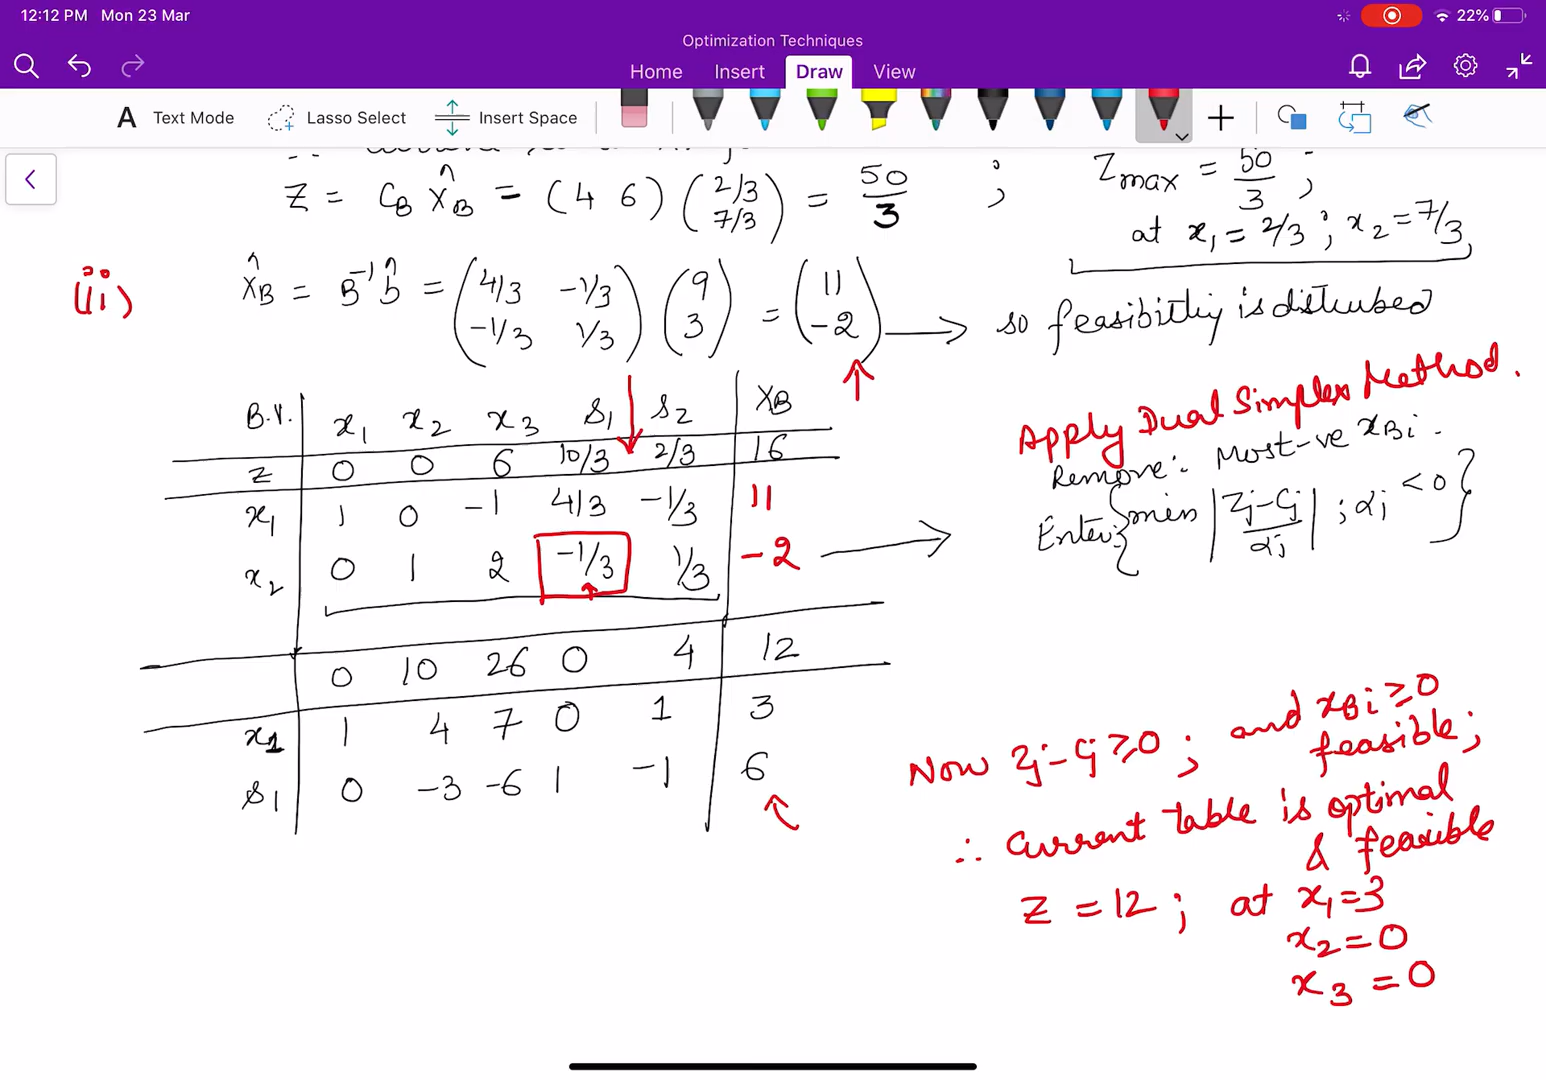 12:12 PM Mon 23 Mar
22%
Optimization Techniques
Home Insert Draw View
A Text Mode Lasso Select Insert Space
Z = C_B X̂_B = (4 6) (2/3 7/3) = 50/3 ;
Zmax = 50/3 ;
at x₁ = 2/3 ; x₂ = 7/3
(ii) X̂_B = B⁻¹ b̂ = (4/3 -1/3 -1/3 1/3) (9 3) = (11 -2) → so feasibitliy is distusbed
B.V. x₁ x₂ x₃ s₁ s₂ X_B
z 0 0 6 10/3 2/3 16
x₁ 1 0 -1 4/3 -1/3 11
x₂ 0 1 2 -1/3 1/3 -2
Apply Dual Simplex Method.
Remove: Most -ve x_Bi.
Enter: {min |Zj-Cj / αj| ; αj < 0}
0 10 26 0 4 12
x₁ 1 4 7 0 1 3
s₁ 0 -3 -6 1 -1 6
Now Zj-Cj ≥ 0 ; and x_Bi ≥ 0
feasible;
∴ Current table is optimal
& feasible
Z = 12 ; at x₁ = 3
x₂ = 0
x₃ = 0